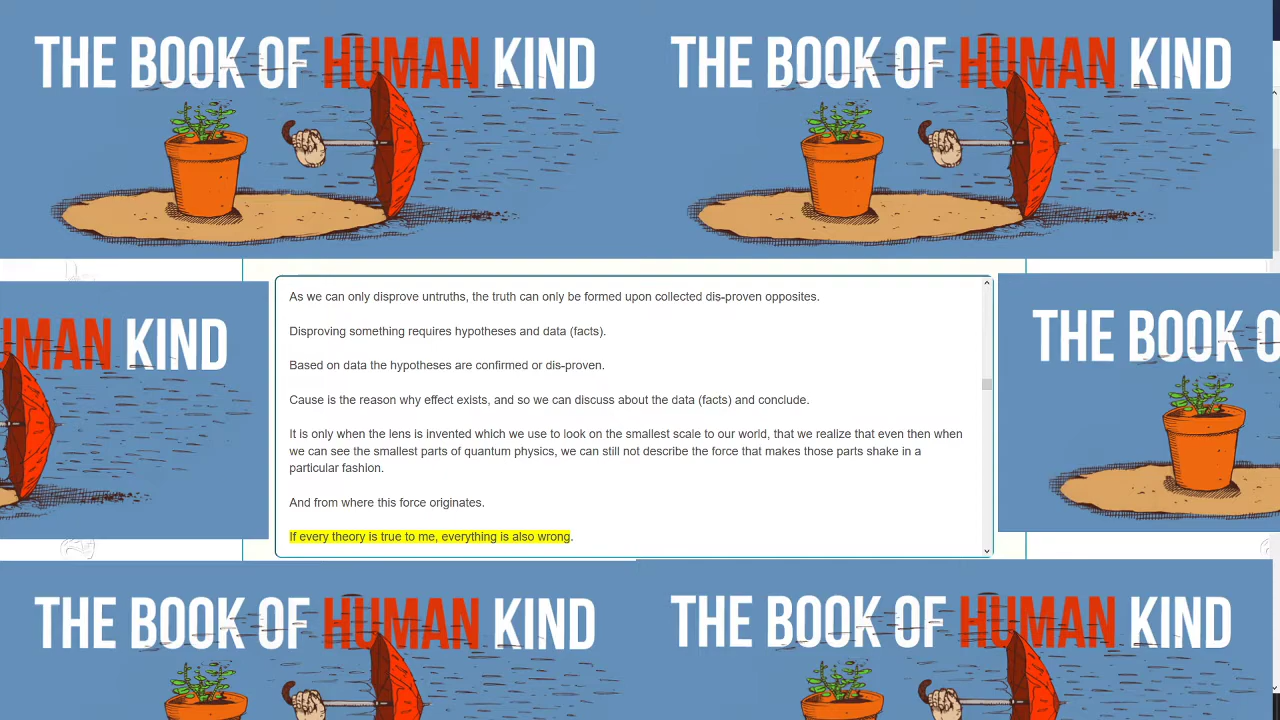 THE BOOK OF HUMAN KIND
THE BOOK OF HUMAN KIND
As we can only disprove untruths, the truth can only be formed upon collected dis-proven opposites.
Disproving something requires hypotheses and data (facts).
Based on data the hypotheses are confirmed or dis-proven.
Cause is the reason why effect exists, and so we can discuss about the data (facts) and conclude.
It is only when the lens is invented which we use to look on the smallest scale to our world, that we realize that even then when
we can see the smallest parts of quantum physics, we can still not describe the force that makes those parts shake in a
particular fashion.
And from where this force originates.
If every theory is true to me, everything is also wrong.
UMAN KIND
THE BOOK O
THE BOOK OF HUMAN KIND
THE BOOK OF HUMAN KIND